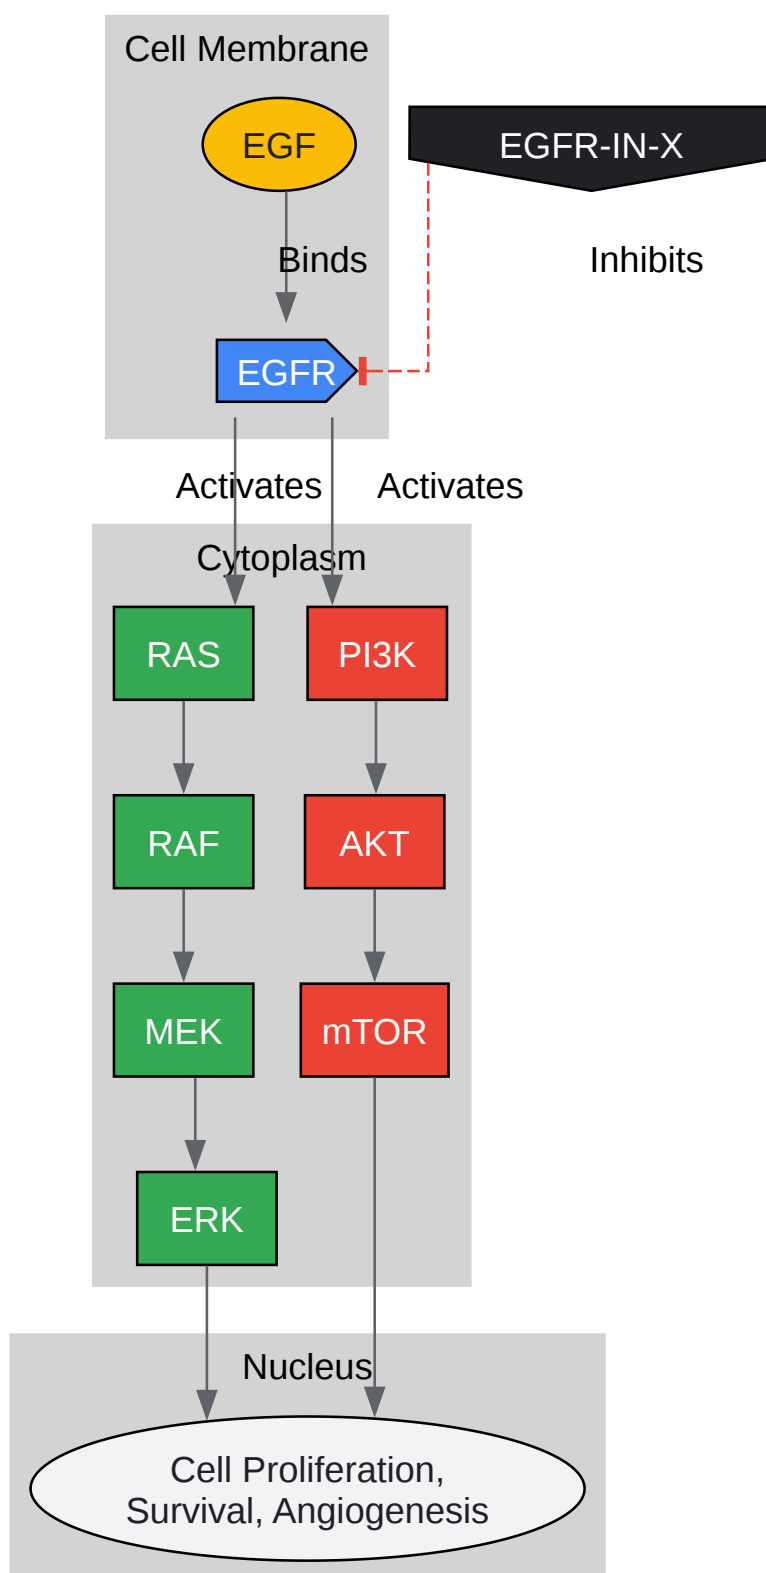 Cell Membrane
EGF
EGFR-IN-X
Binds
Inhibits
EGFR
Activates
Activates
Cytoplasm
RAS
PI3K
RAF
AKT
MEK
mTOR
ERK
Nucleus
Cell Proliferation,
Survival, Angiogenesis